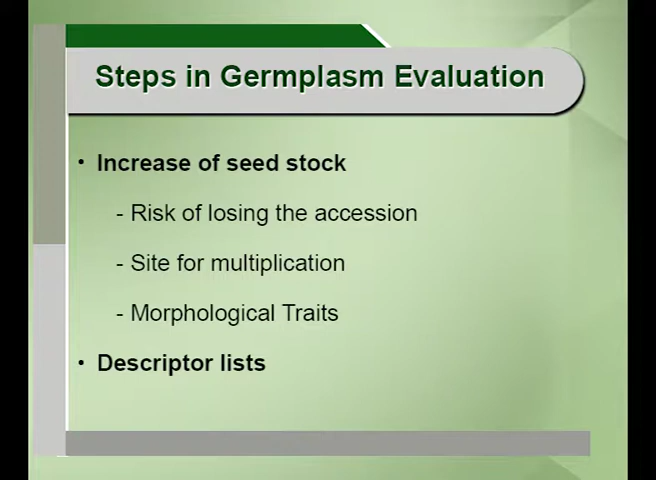 Steps in Germplasm Evaluation
• Increase of seed stock
- Risk of losing the accession
- Site for multiplication
- Morphological Traits
• Descriptor lists